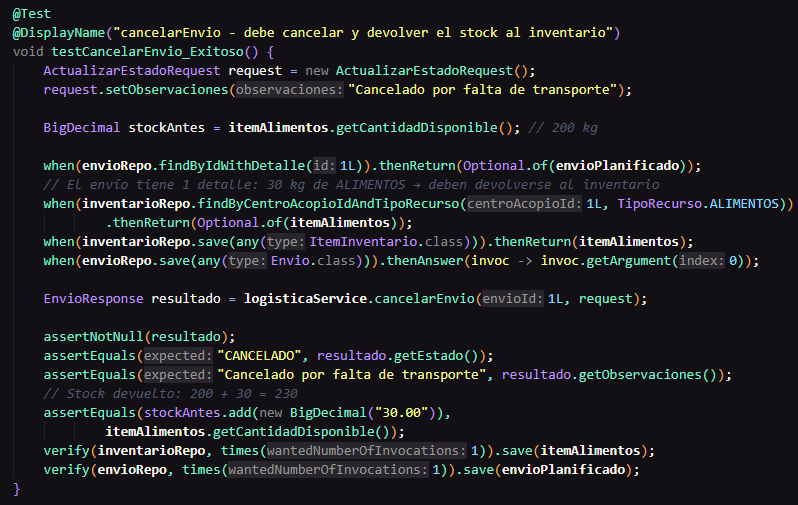 @Test
@DisplayName("cancelarEnvio - debe cancelar y devolver el stock al inventario")
void testCancelarEnvio_Exitoso() {
ActualizarEstadoRequest request = new ActualizarEstadoRequest();
request.setObservaciones( observaciones: "Cancelado por falta de transporte");
BigDecimal stockAntes = itemAlimentos.getCantidadDisponible(); // 200 kg
when(envioRepo.findByIdWithDetalle( id: 1L)).thenReturn(Optional.of(envioPlanificado));
// El envío tiene 1 detalle: 30 kg de ALIMENTOS → deben devolverse al inventario
when(inventarioRepo.findByCentroAcopioIdAndTipoRecurso( centroAcopioId: 1L, TipoRecurso.ALIMENTOS))
.thenReturn(Optional.of(itemAlimentos));
when(inventarioRepo.save(any( type: ItemInventario.class))).thenReturn(itemAlimentos);
when(envioRepo.save(any( type: Envio.class))).thenAnswer(invoc -> invoc.getArgument( index: 0));
EnvioResponse resultado = logisticaService.cancelarEnvio( envioId: 1L, request);
assertNotNull(resultado);
assertEquals( expected: "CANCELADO", resultado.getEstado());
assertEquals( expected: "Cancelado por falta de transporte", resultado.getObservaciones());
// Stock devuelto: 200 + 30 = 230
assertEquals(stockAntes.add(new BigDecimal("30.00")),
itemAlimentos.getCantidadDisponible());
verify(inventarioRepo, times( wantedNumberOfInvocations: 1)).save(itemAlimentos);
verify(envioRepo, times( wantedNumberOfInvocations: 1)).save(envioPlanificado);
}